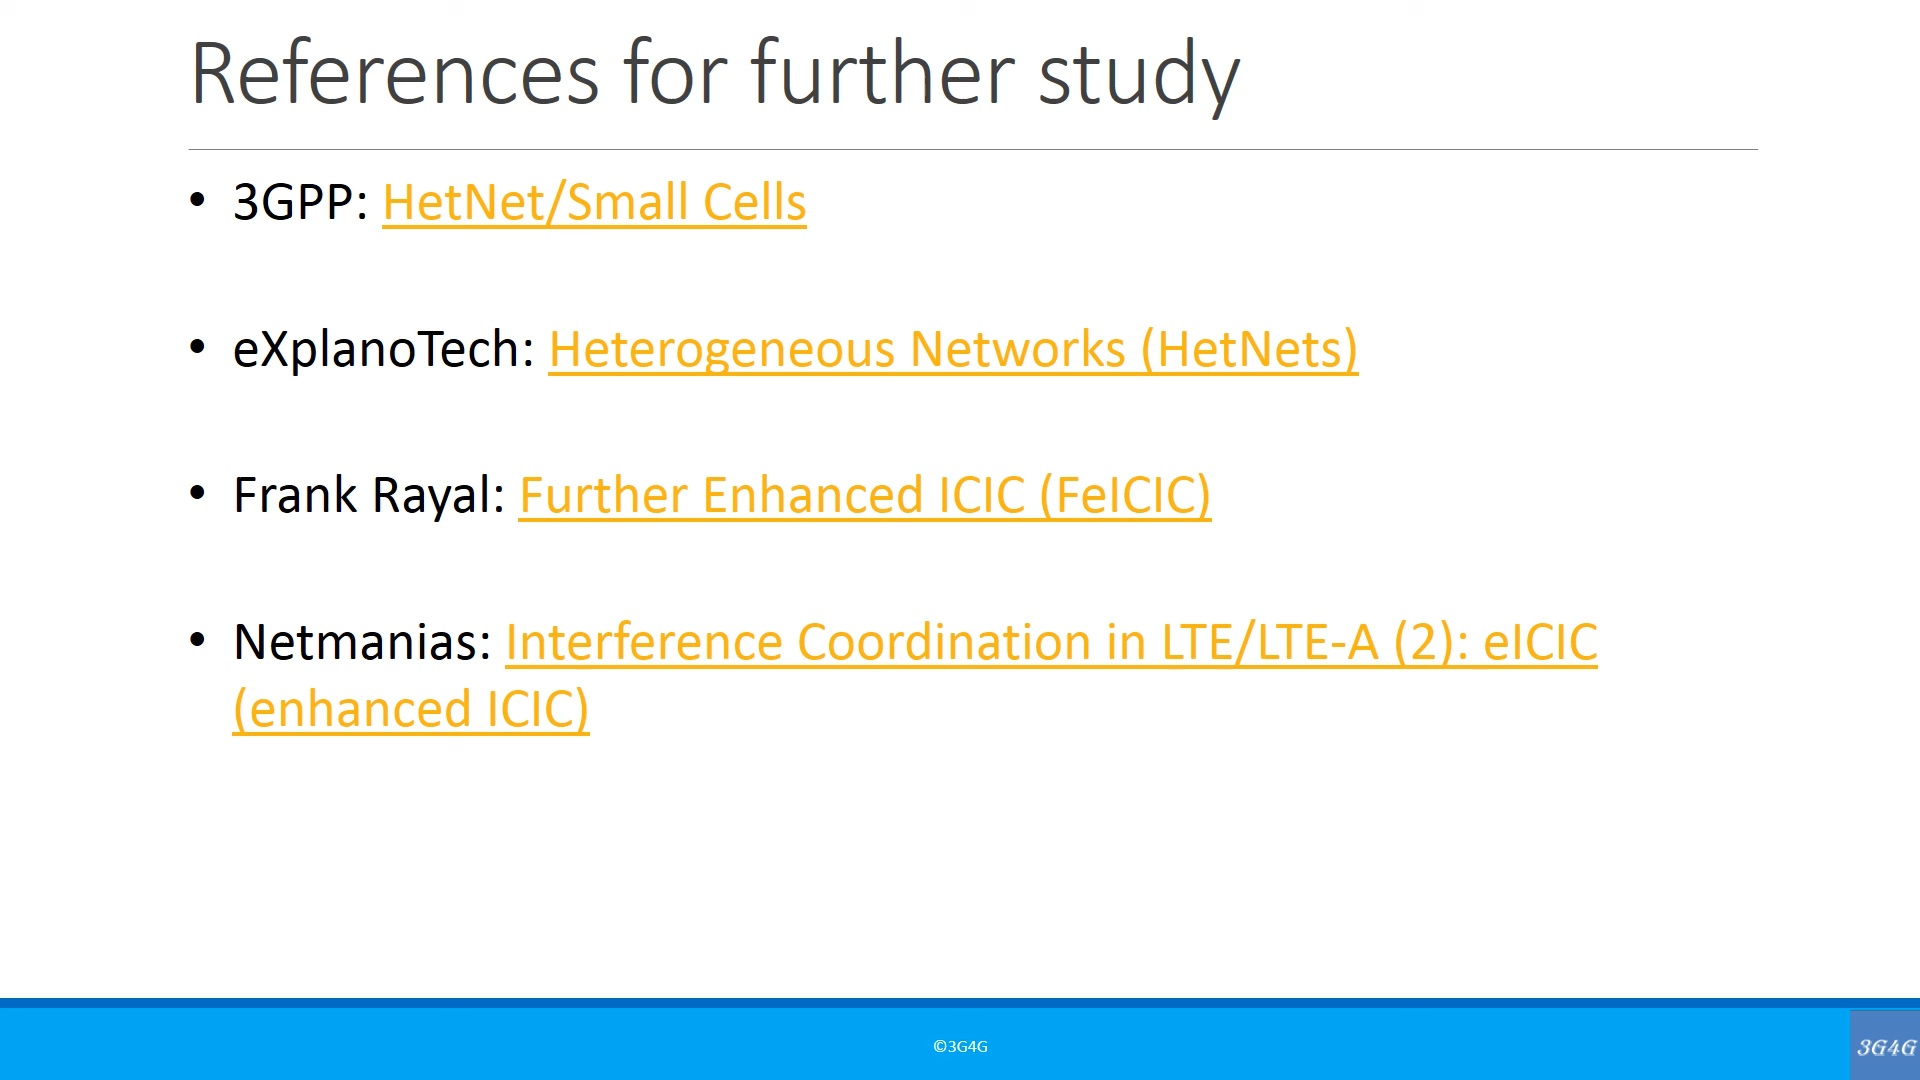 References for further study
• 3GPP: HetNet/Small Cells
• eXplanoTech: Heterogeneous Networks (HetNets)
• Frank Rayal: Further Enhanced ICIC (FeICIC)
• Netmanias: Interference Coordination in LTE/LTE-A (2): eICIC
(enhanced ICIC)
©3G4G
3G4G